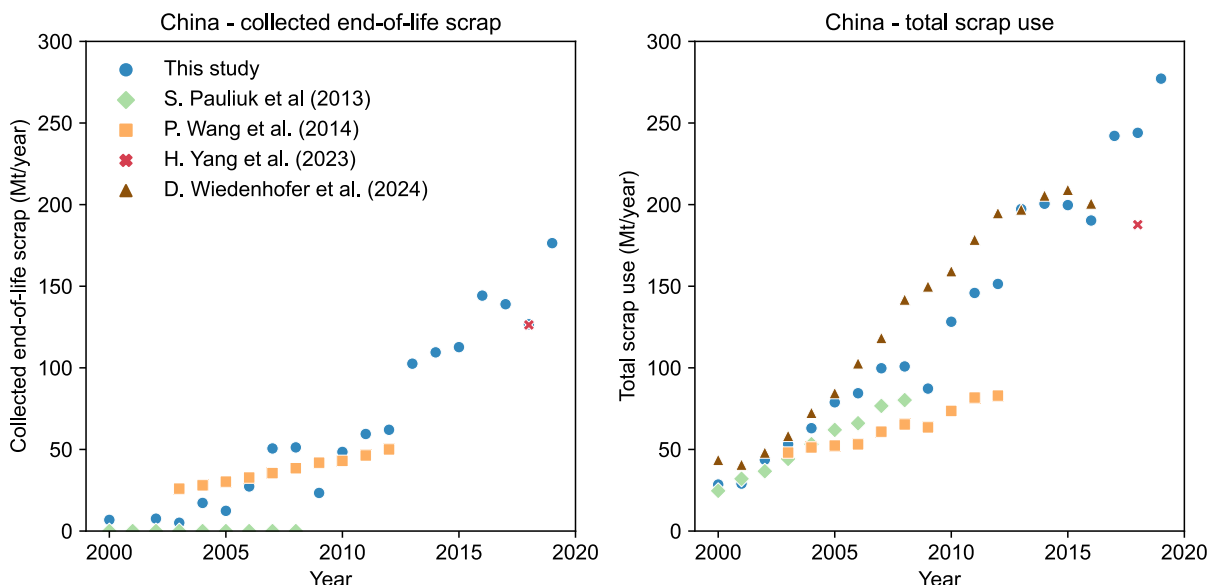 China - collected end-of-life scrap
300
250
200
150
100
50
0
Collected end-of-life scrap (Mt/year)
This study
S. Pauliuk et al (2013)
P. Wang et al. (2014)
H. Yang et al. (2023)
D. Wiedenhofer et al. (2024)
2000 2005 2010 2015 2020
Year
China - total scrap use
300
250
200
150
100
50
0
Total scrap use (Mt/year)
2000 2005 2010 2015 2020
Year